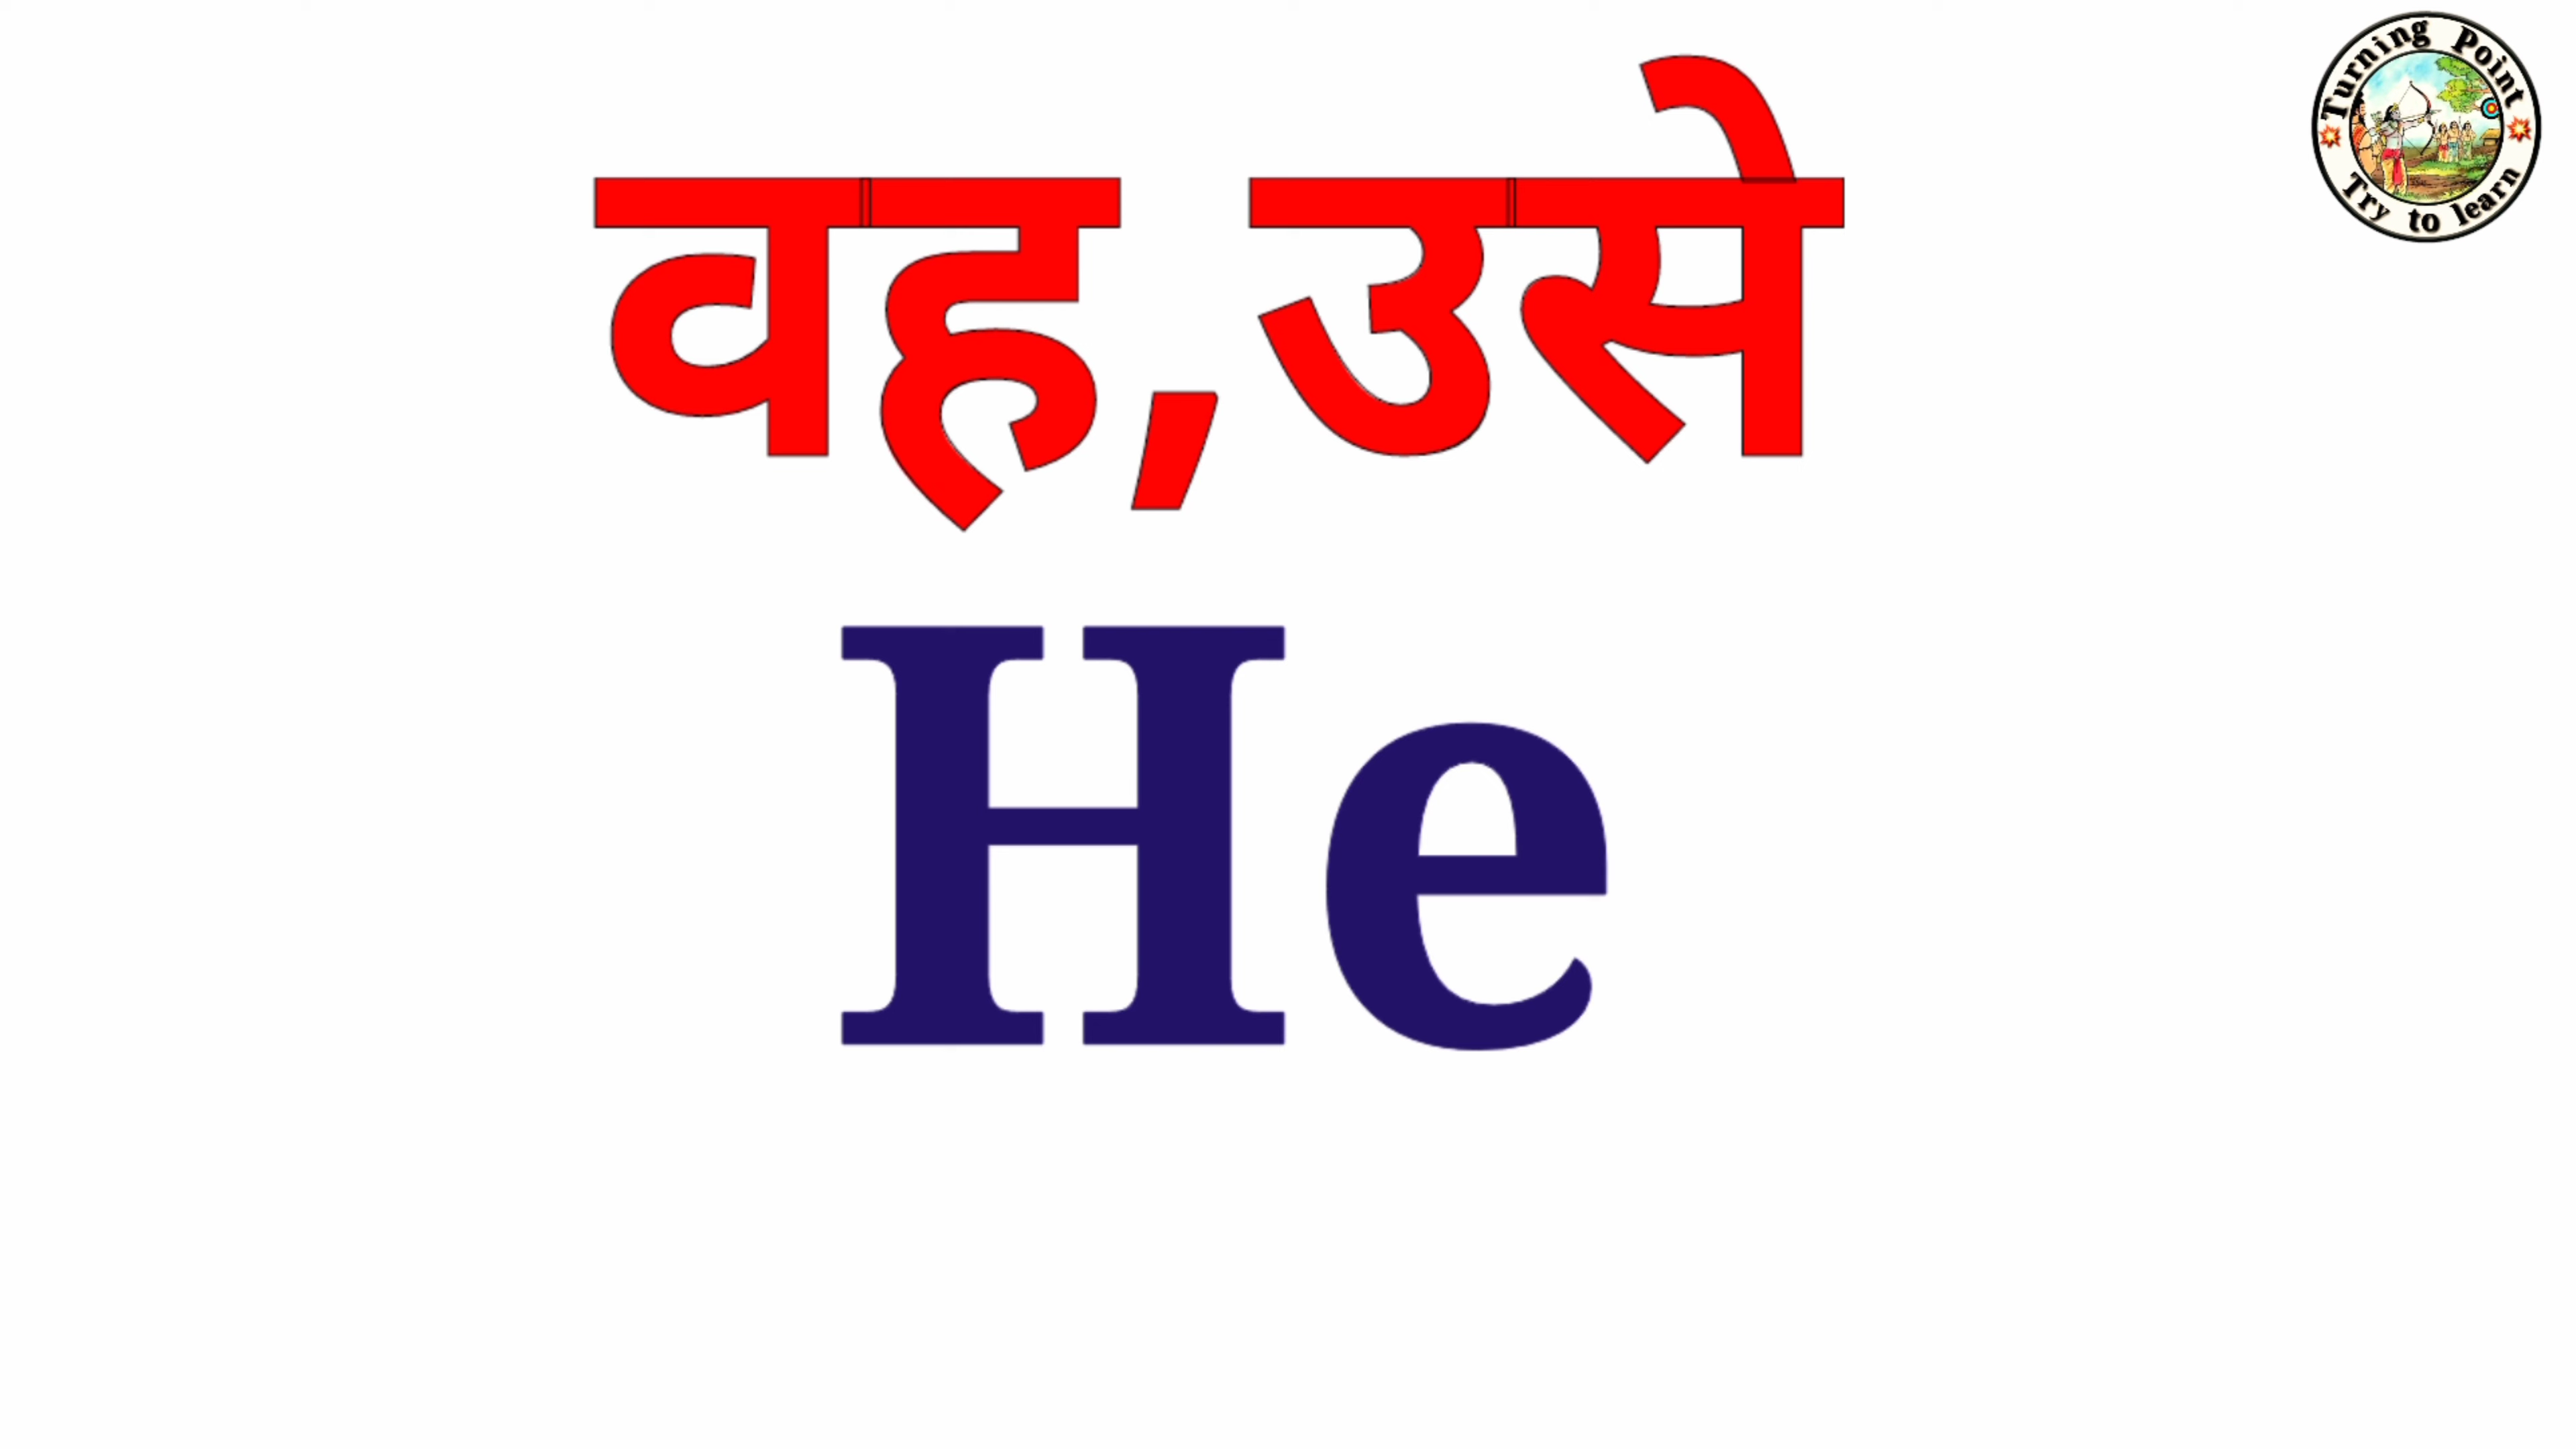 वह,उसे
He
Turning Point
Try to learn